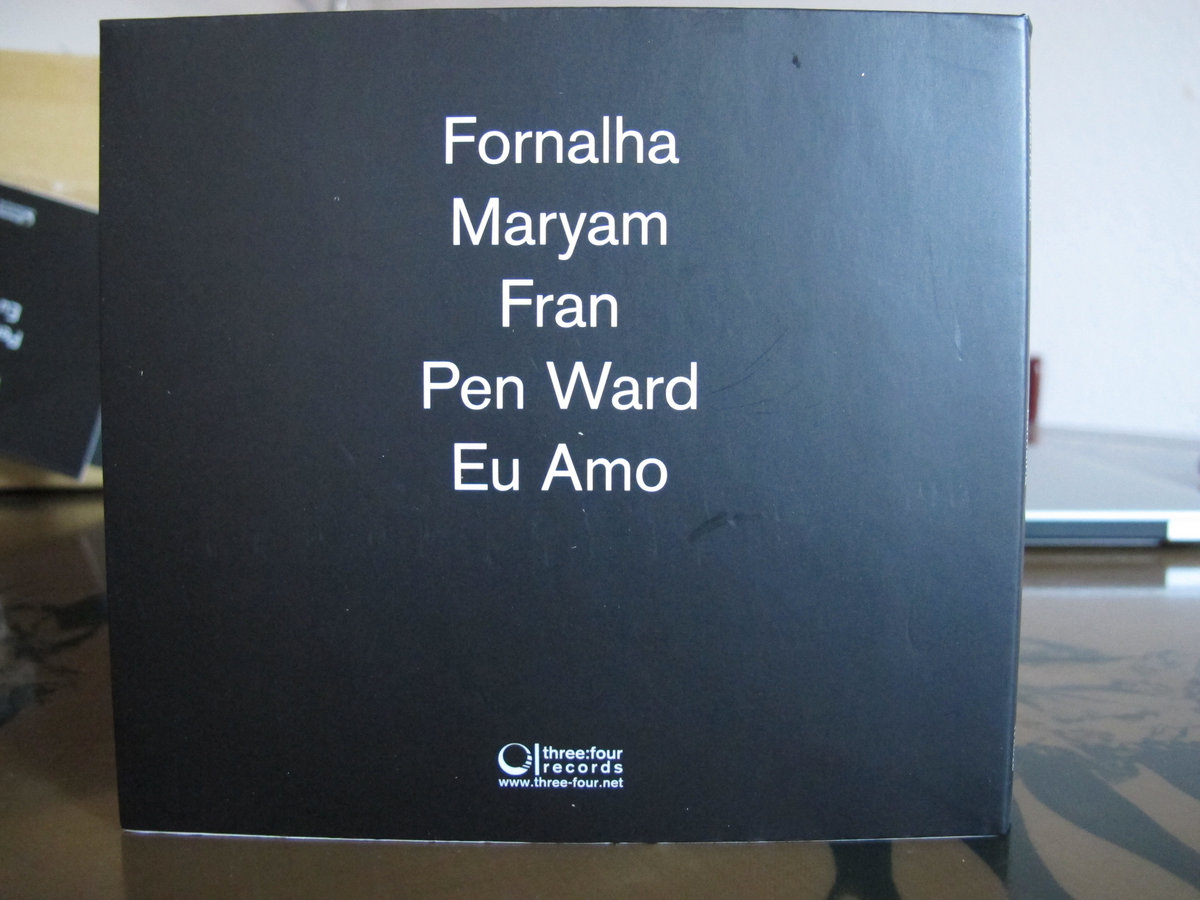 Fornalha
Maryam
Fran
Pen Ward
Eu Amo
three:four
records
www.three-four.net